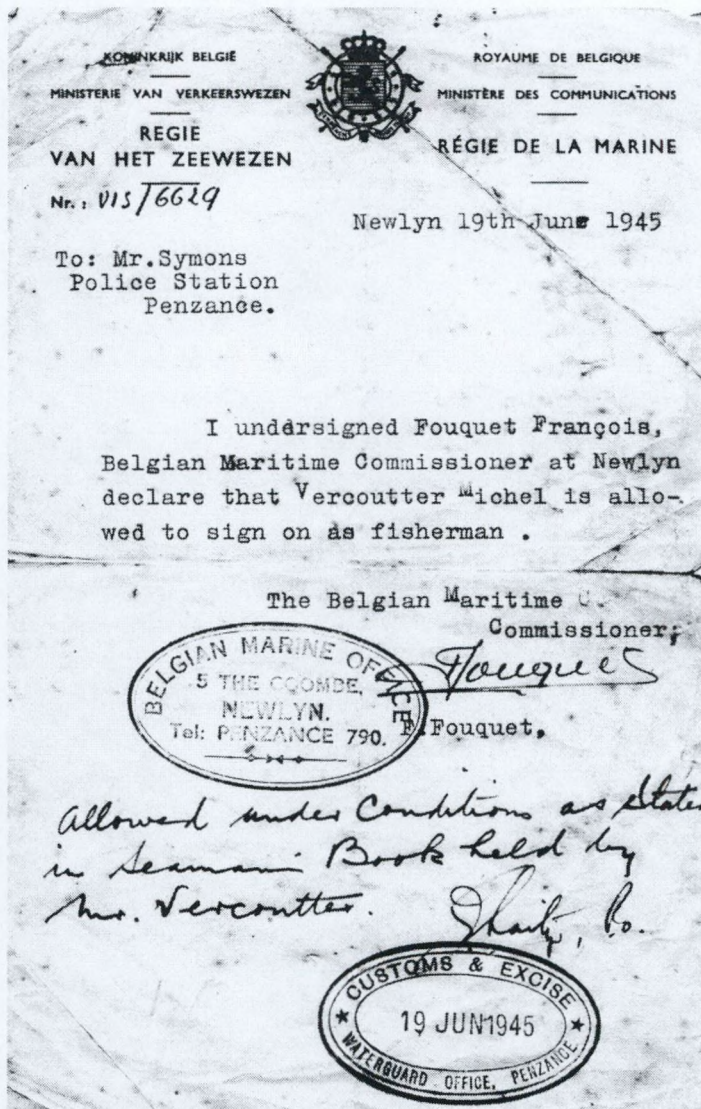 KONINKRIJK BELGIË
MINISTERIE VAN VERKEERSWEZEN
REGIE
VAN HET ZEEWEZEN
Nr.: VIS/6629
ROYAUME DE BELGIQUE
MINISTÈRE DES COMMUNICATIONS
RÉGIE DE LA MARINE
Newlyn 19th June 1945
To: Mr.Symons
Police Station
Penzance.
I undersigned Fouquet François,
Belgian Maritime Commissioner at Newlyn
declare that Vercoutter Michel is allo-
wed to sign on as fisherman .
The Belgian Maritime C
Commissioner;
Fouquet
F.Fouquet.
BELGIAN MARINE OFFICE
5 THE COOMBE,
NEWLYN.
Tel: PENZANCE 790.
Allowed under Conditions as State
in Seamans Book held by
Mr. Vercoutter.
P.O.
CUSTOMS & EXCISE
19 JUN 1945
WATERGUARD OFFICE, PENZANCE